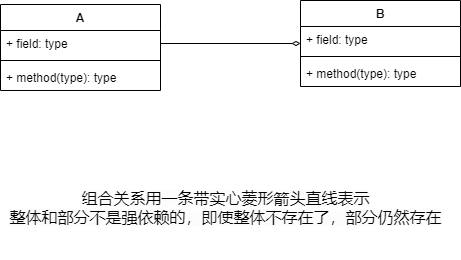 A
+ field: type
+ method(type): type
B
+ field: type
+ method(type): type
组合关系用一条带实心菱形箭头直线表示
整体和部分不是强依赖的，即使整体不存在了，部分仍然存在